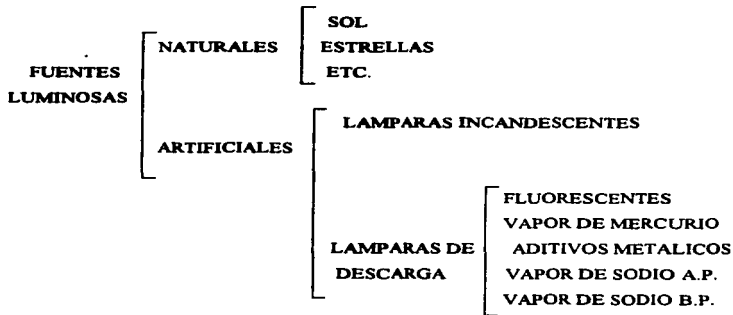 FUENTES
LUMINOSAS
NATURALES
SOL
ESTRELLAS
ETC.
ARTIFICIALES
LAMPARAS INCANDESCENTES
LAMPARAS DE
DESCARGA
FLUORESCENTES
VAPOR DE MERCURIO
ADITIVOS METALICOS
VAPOR DE SODIO A.P.
VAPOR DE SODIO B.P.